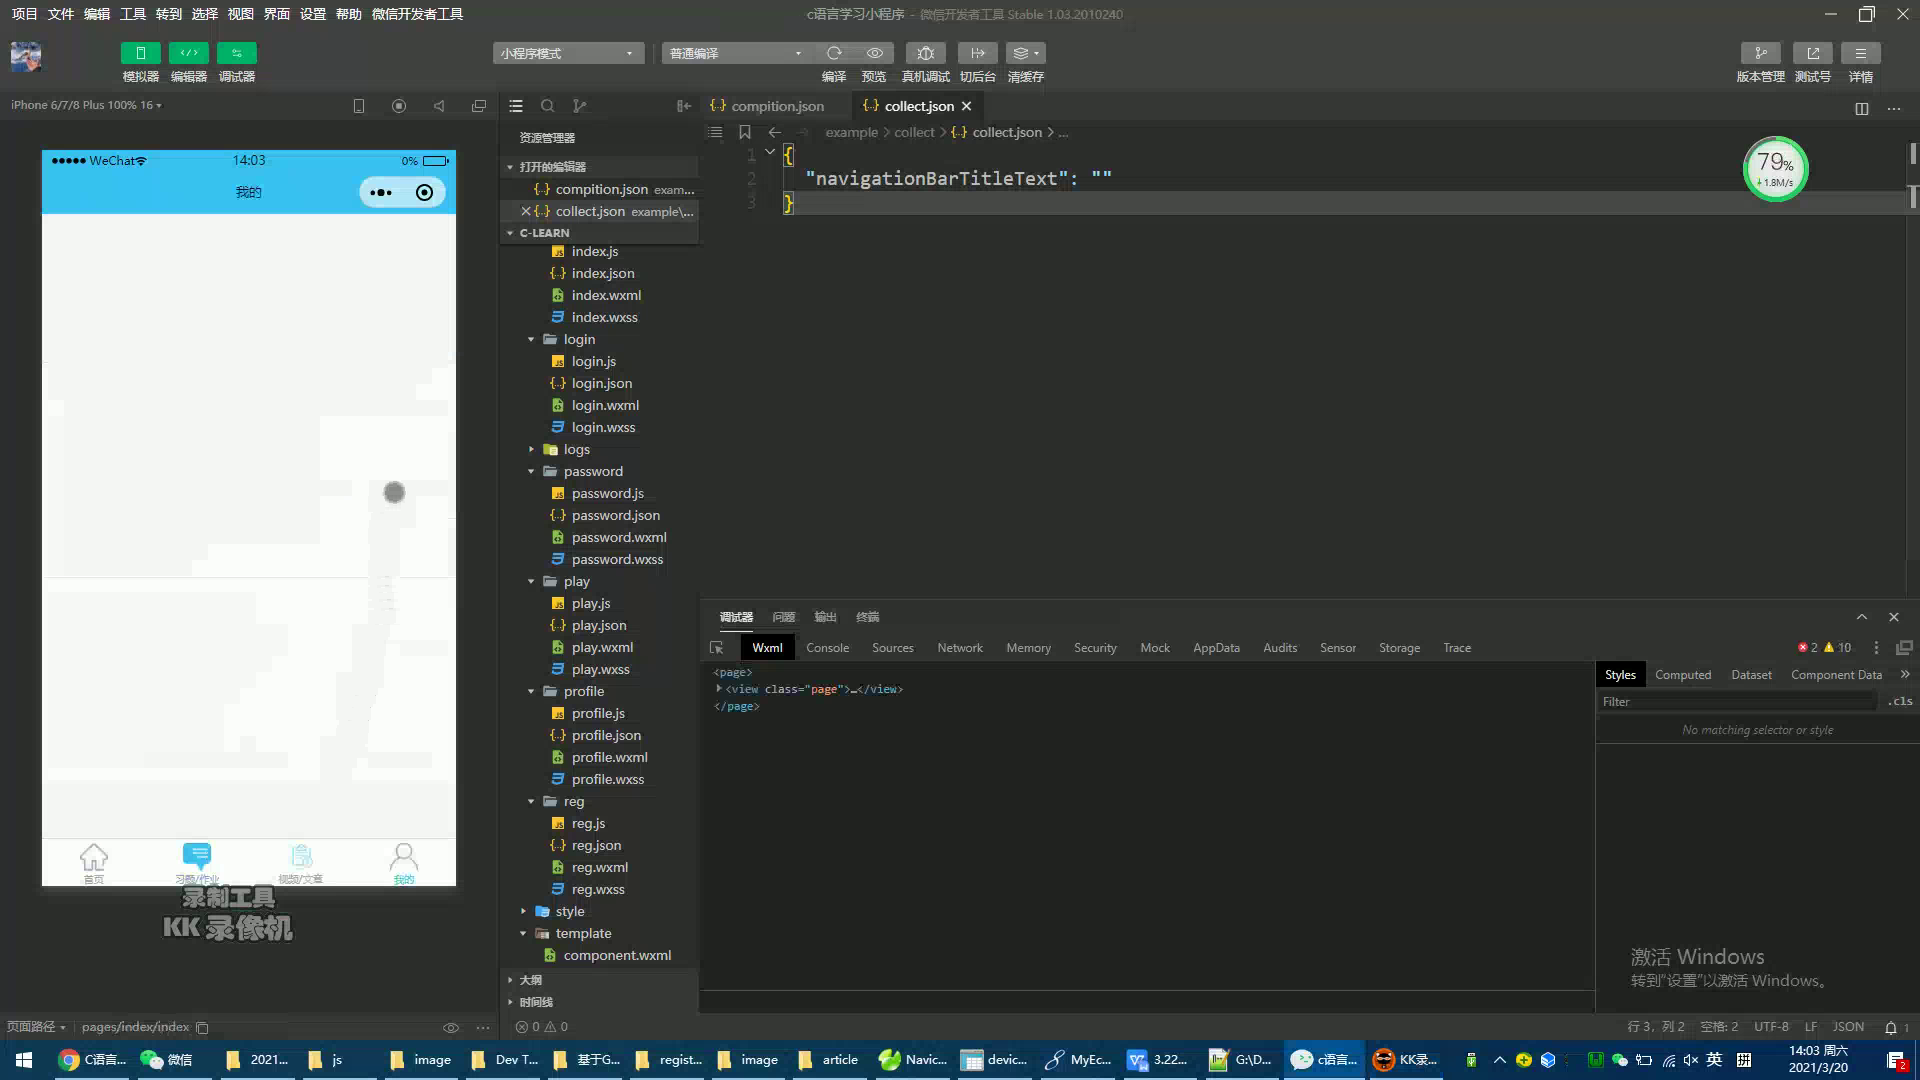 项目 文件 编辑 工具 转到 选择 视图 界面 设置 帮助 微信开发者工具
c语言学习小程序 - 微信开发者工具 Stable 1.03.2010240
模拟器 编辑器 调试器
小程序模式
普通编译
编译 预览 真机调试 切后台 清缓存
版本管理 测试号 详情
iPhone 6/7/8 Plus 100% 16
WeChat 14:03 0%
我的
首页 习题/作业 视频/文章 我的
录制工具
KK 录像机
页面路径 pages/index/index
资源管理器
打开的编辑器
compition.json exam...
collect.json example\...
C-LEARN
index.js
index.json
index.wxml
index.wxss
login
login.js
login.json
login.wxml
login.wxss
logs
password
password.js
password.json
password.wxml
password.wxss
play
play.js
play.json
play.wxml
play.wxss
profile
profile.js
profile.json
profile.wxml
profile.wxss
reg
reg.js
reg.json
reg.wxml
reg.wxss
style
template
component.wxml
大纲
时间线
0 0
compition.json
collect.json
example > collect > collect.json > ...
1 {
2 "navigationBarTitleText": ""
3 }
79%
1.8M/s
调试器 问题 输出 终端
Wxml Console Sources Network Memory Security Mock AppData Audits Sensor Storage Trace
2 10
<page>
<view class="page">…</view>
</page>
Styles Computed Dataset Component Data
Filter
.cls
No matching selector or style
激活 Windows
转到"设置"以激活 Windows。
行 3，列 2 空格: 2 UTF-8 LF JSON 1
C语言... 微信 2021... js image Dev T... 基于G... regist... image article Navic... devic... MyEc... 3.22... G:\D... c语言... KK录...
英
14:03 周六
2021/3/20
2